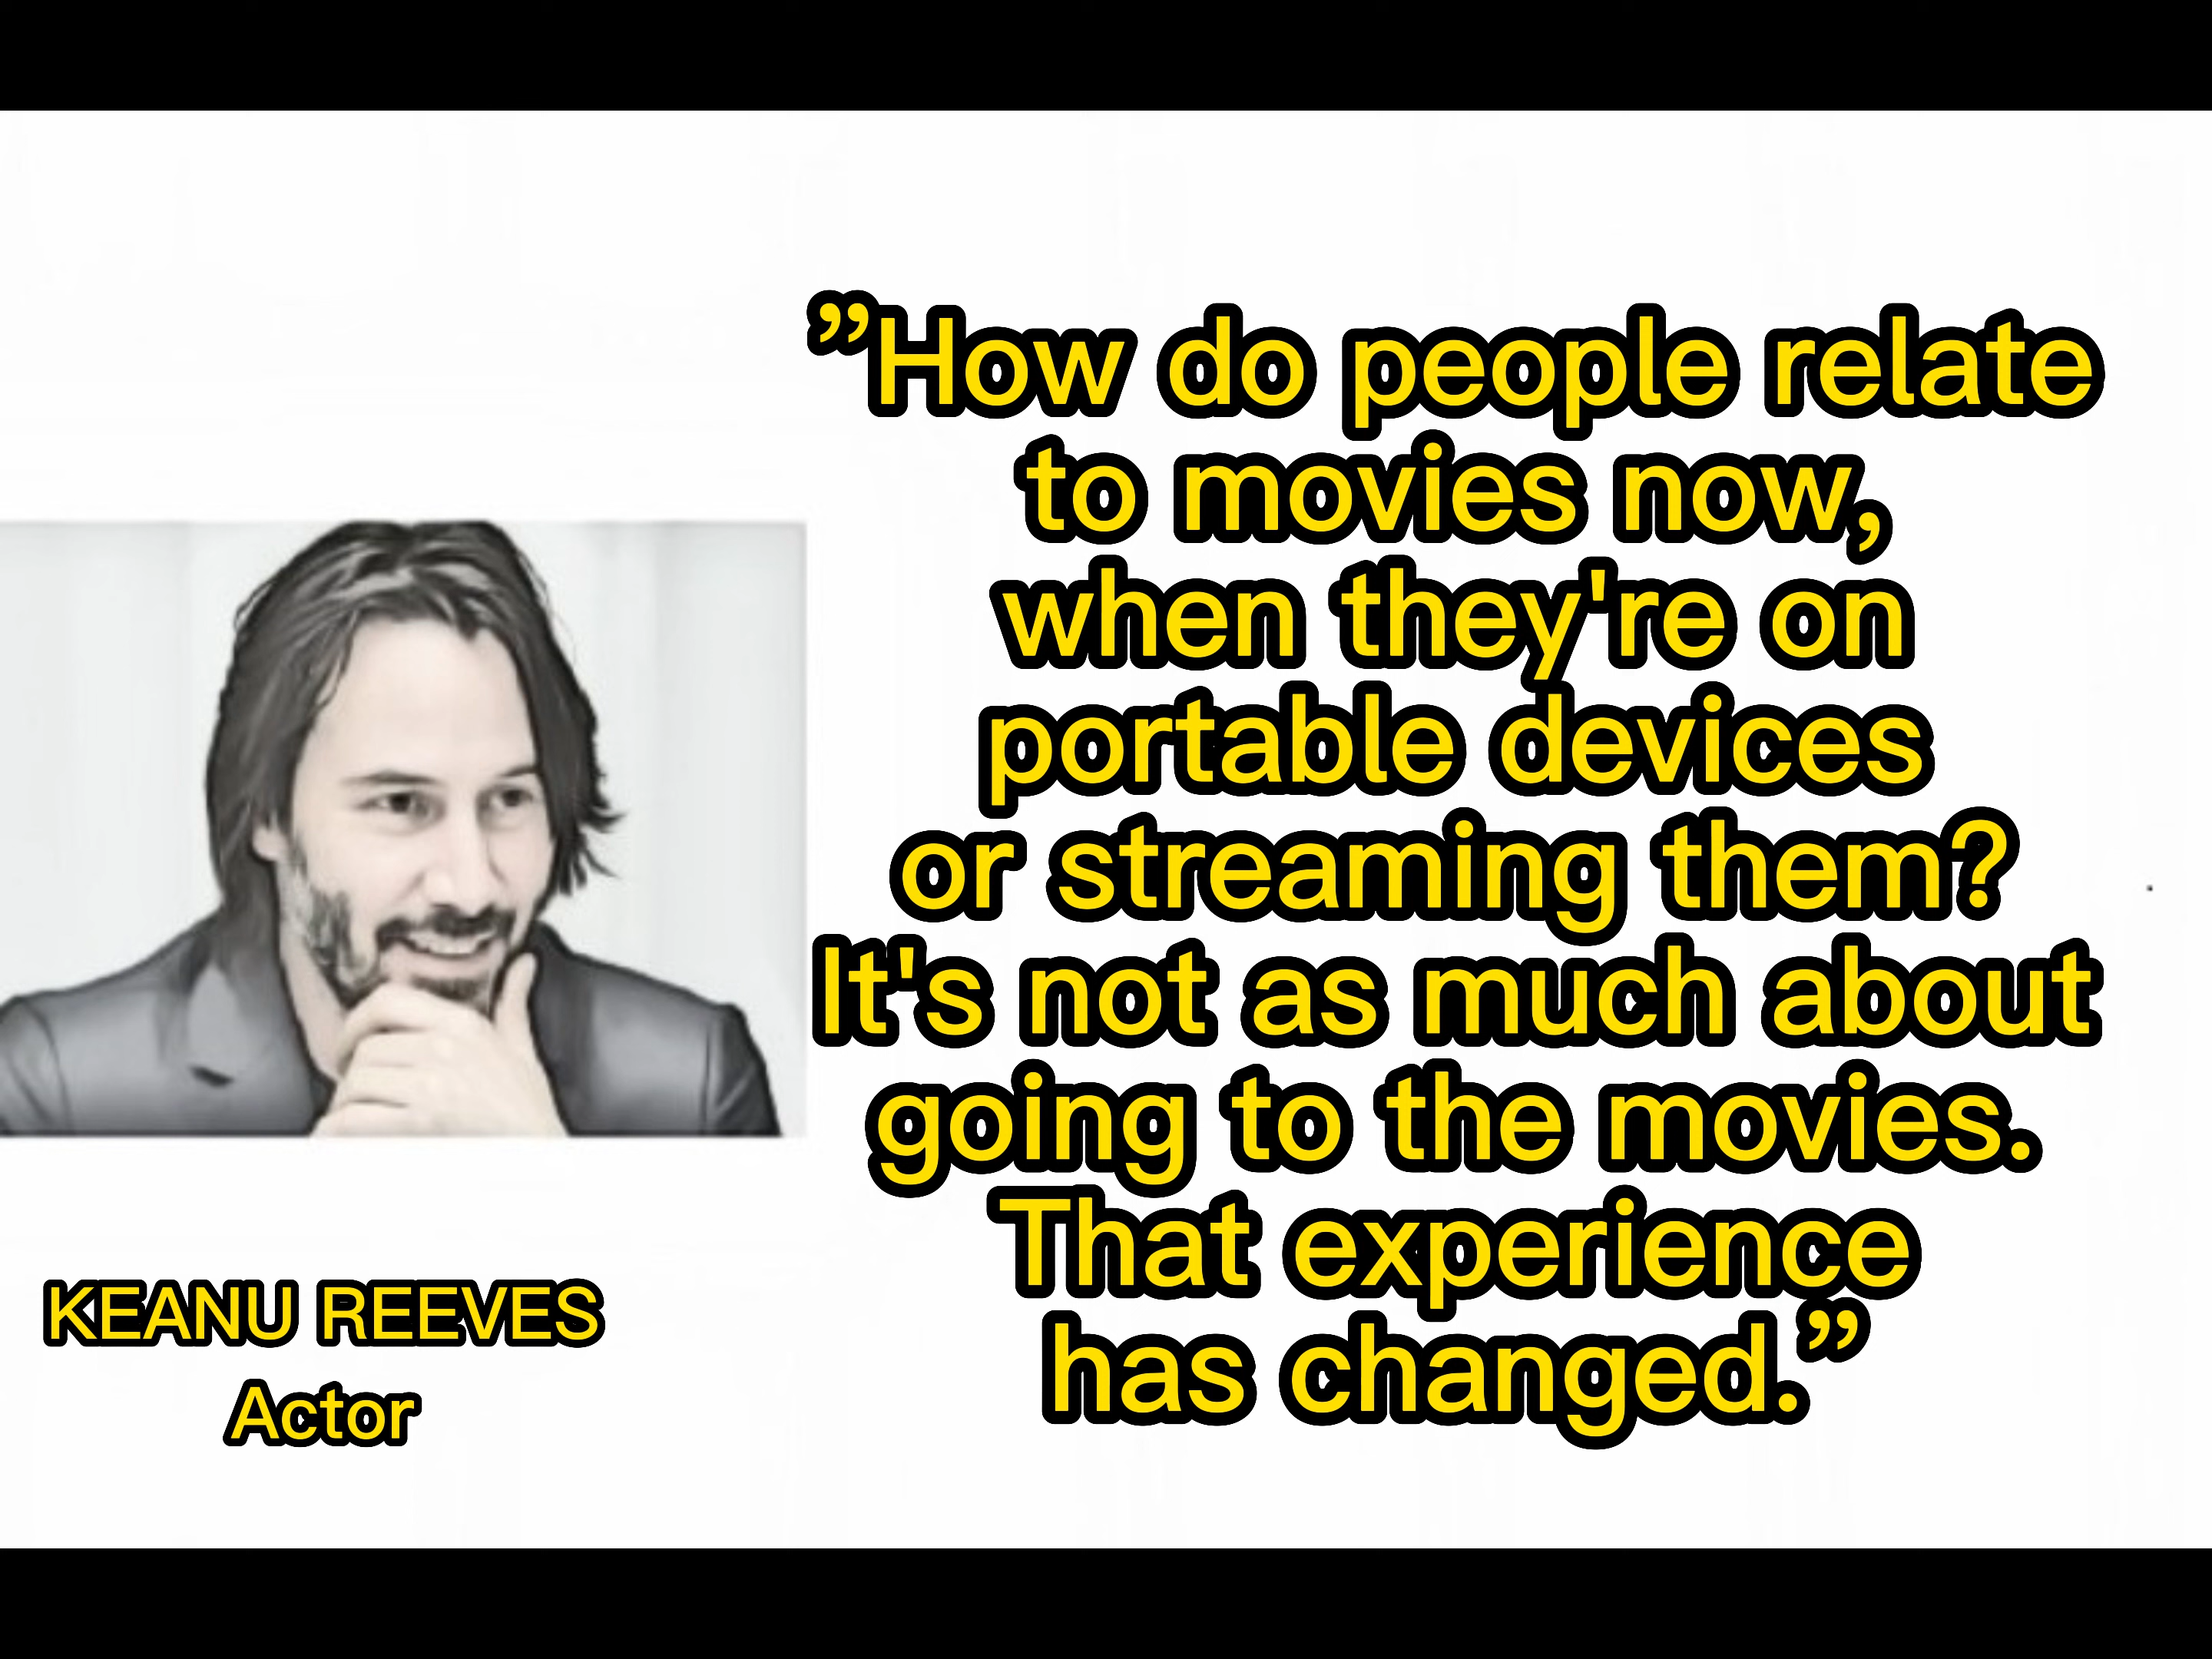 ”How do people relate
to movies now,
when they're on
portable devices
or streaming them?
It's not as much about
going to the movies.
That experience
has changed.”
KEANU REEVES
Actor